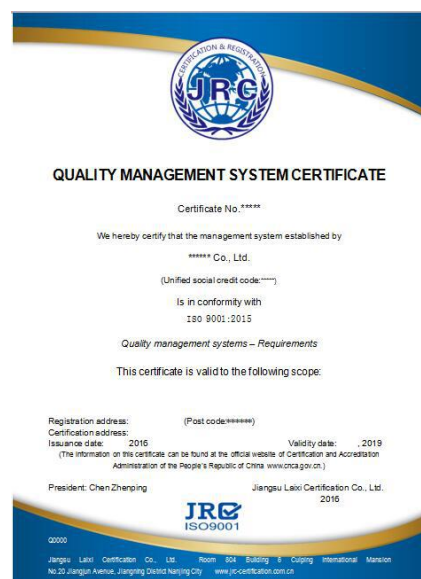 CERTIFICATION & REGISTRATION
JRC
QUALITY MANAGEMENT SYSTEM CERTIFICATE
Certificate No.*****
We hereby certify that the management system established by
****** Co., Ltd.
(Unified social credit code:*****)
Is in conformity with
ISO 9001:2015
Quality management systems – Requirements
This certificate is valid to the following scope:
Registration address: (Post code:******)
Certification address:
Issuance date: 2016 Validity date: , 2019
(The information on this certificate can be found at the official website of Certification and Accreditation
Administration of the People's Republic of China www.cnca.gov.cn.)
President: Chen Zhenping Jiangsu Laixi Certification Co., Ltd.
2016
JRC
ISO9001
Q0000
Jiangsu Laixi Certification Co., Ltd. Room 804 Building 6 Cuiping International Mansion
No.20 Jiangjun Avenue, Jiangning District Nanjing City www.jrc-certification.com.cn